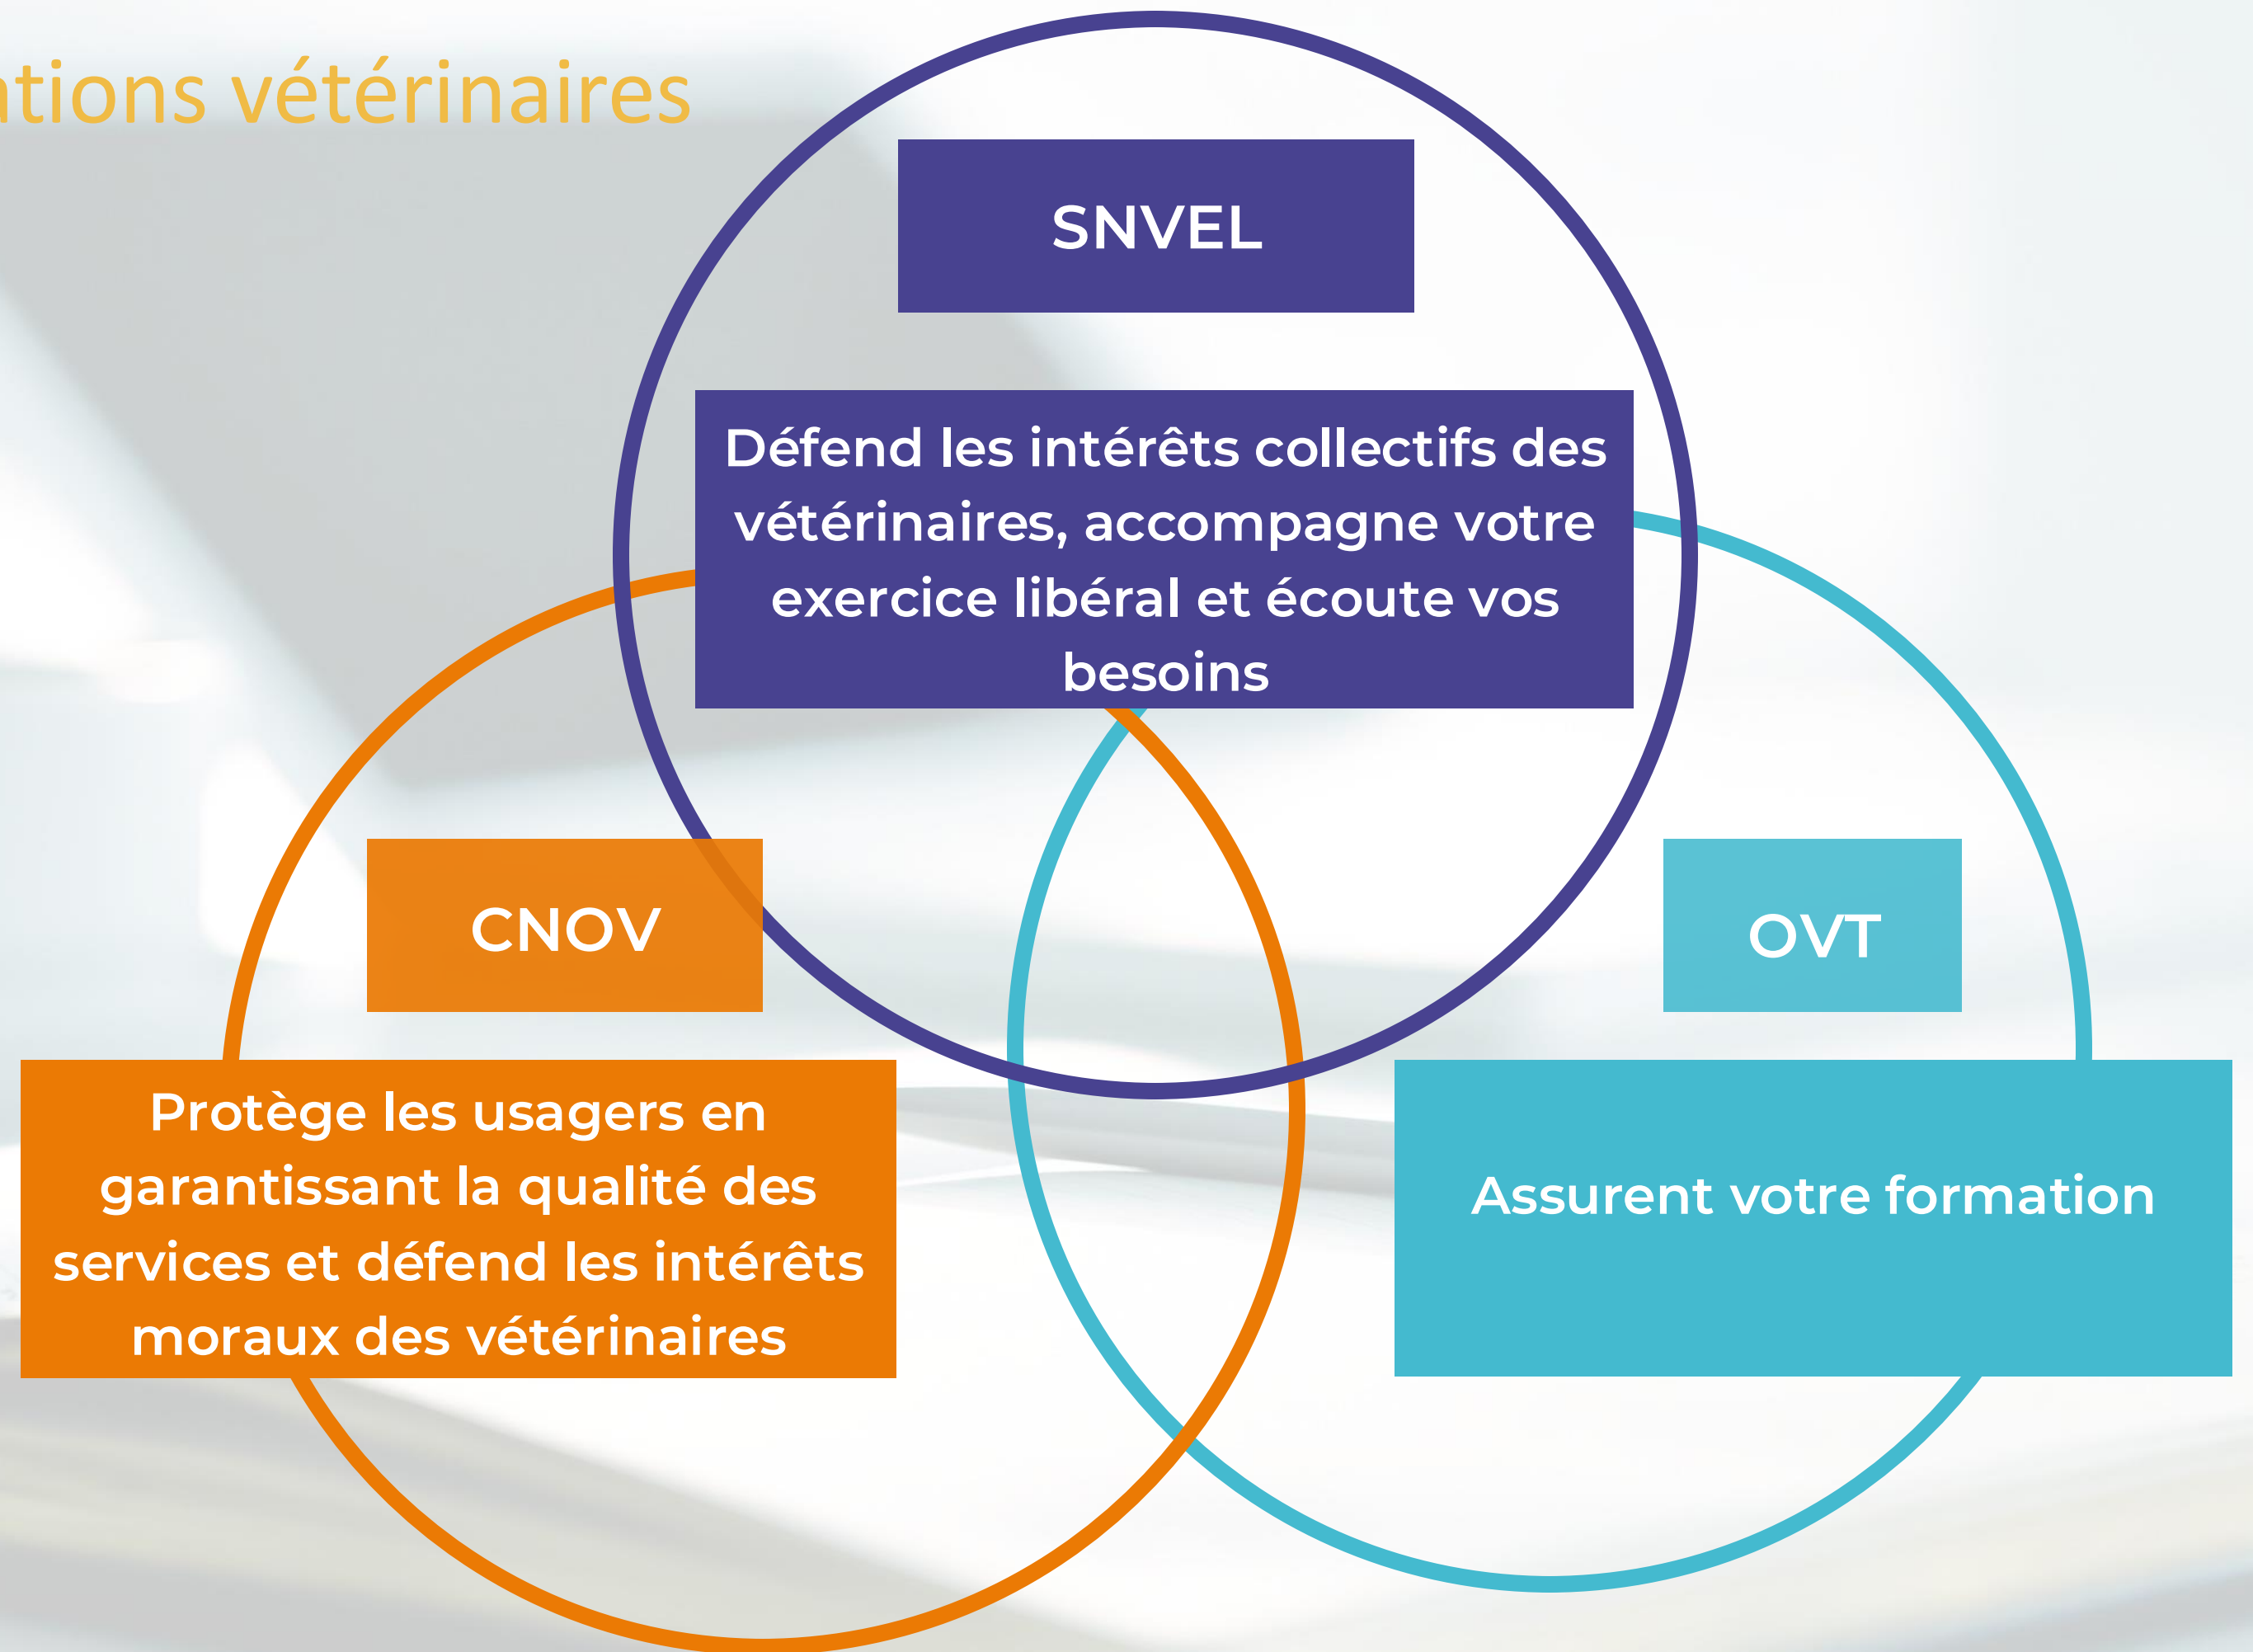 ations vétérinaires
SNVEL
Défend les intérêts collectifs des
vétérinaires, accompagne votre
exercice libéral et écoute vos
besoins
CNOV
OVT
Protège les usagers en
garantissant la qualité des
services et défend les intérêts
moraux des vétérinaires
Assurent votre formation